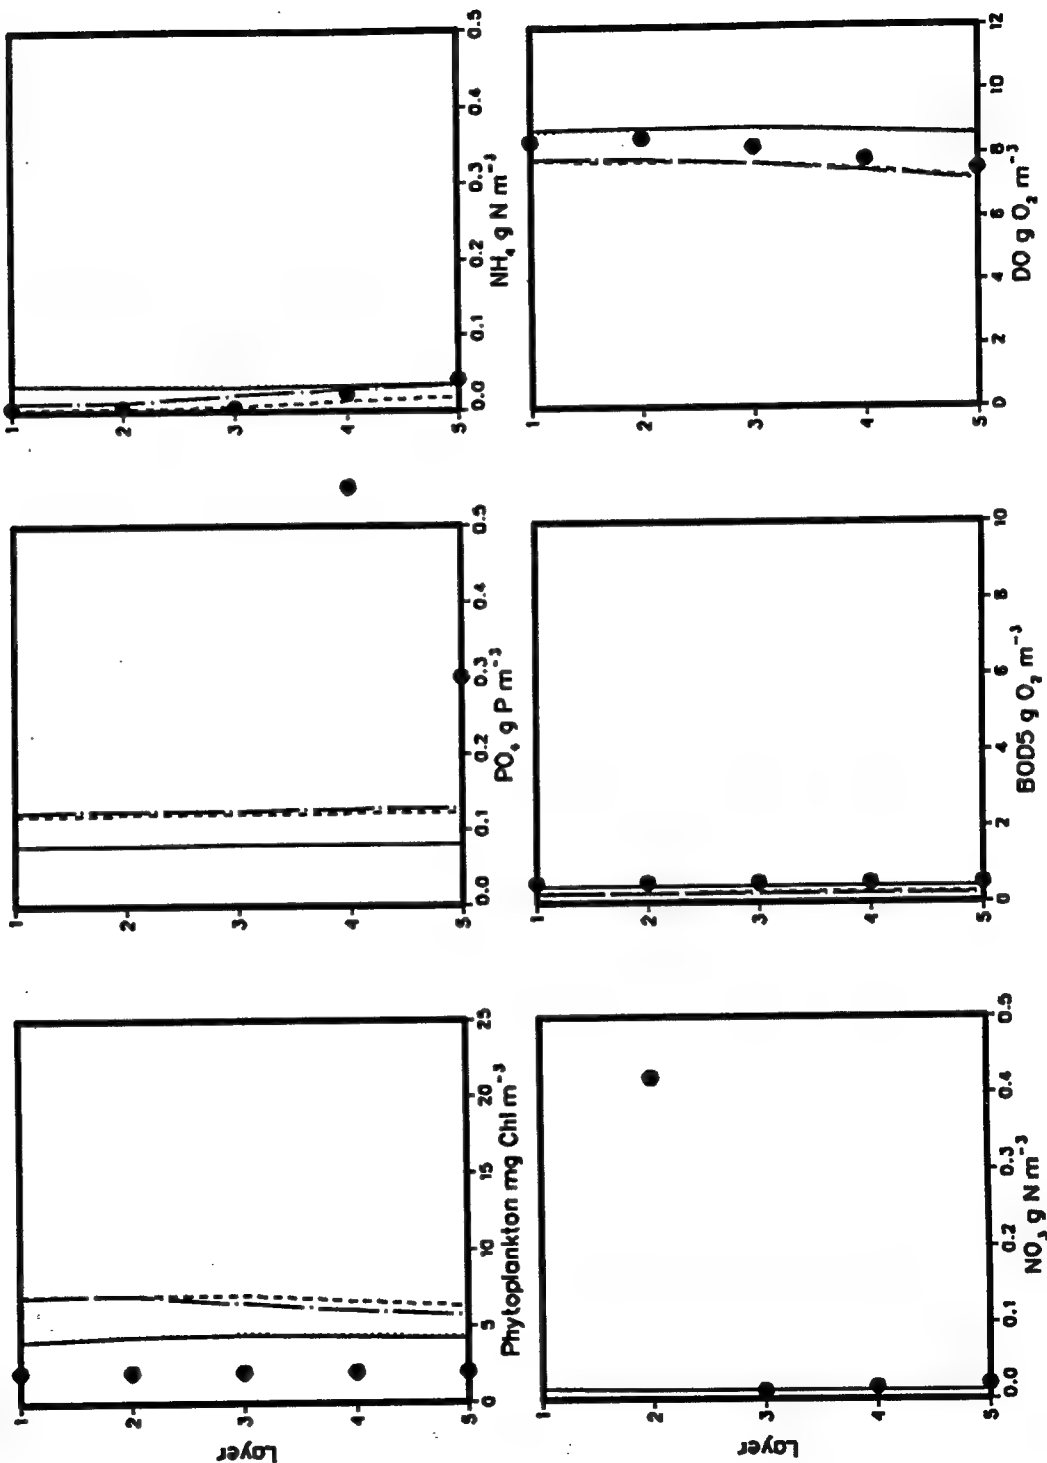 Layer
1
2
3
4
5
0 5 10 15 20 25
Phytoplankton mg Chl m⁻³
1
2
3
4
5
0.0 0.1 0.2 0.3 0.4 0.5
PO₄ g P m⁻³
1
2
3
4
5
0.0 0.1 0.2 0.3 0.4 0.5
NH₄ g N m⁻³
Layer
1
2
3
4
5
0.0 0.1 0.2 0.3 0.4 0.5
NO₃ g N m⁻³
1
2
3
4
5
0 2 4 6 8 10
BOD5 g O₂ m⁻³
1
2
3
4
5
0 2 4 6 8 10 12
DO g O₂ m⁻³